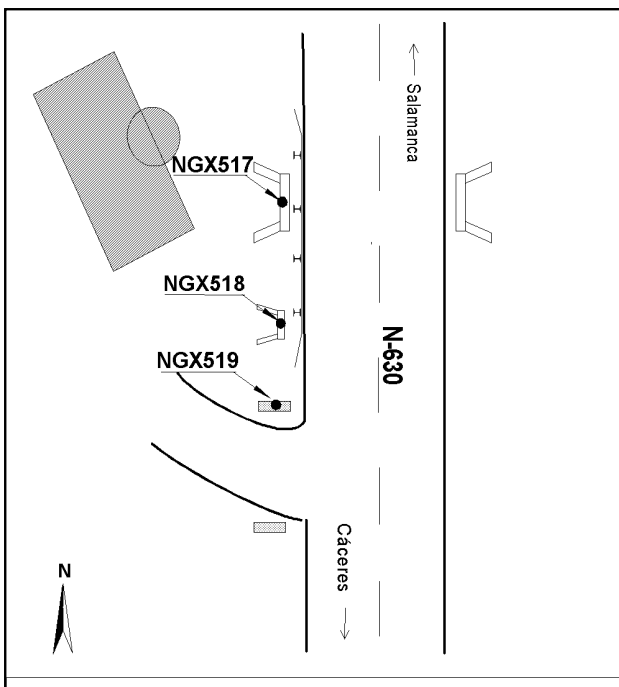 Salamanca
NGX517
NGX518
N-630
NGX519
Cáceres
N